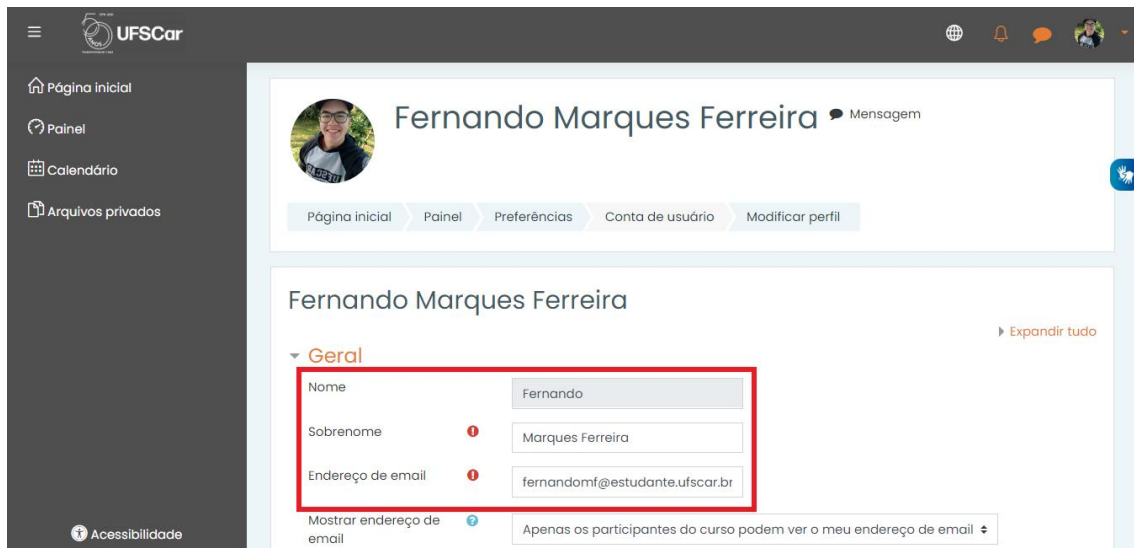 UFSCar
Página inicial
Painel
Calendário
Arquivos privados
Acessibilidade
Fernando Marques Ferreira Mensagem
Página inicial Painel Preferências Conta de usuário Modificar perfil
Fernando Marques Ferreira
Expandir tudo
Geral
Nome Fernando
Sobrenome Marques Ferreira
Endereço de email fernandomf@estudante.ufscar.br
Mostrar endereço de email Apenas os participantes do curso podem ver o meu endereço de email